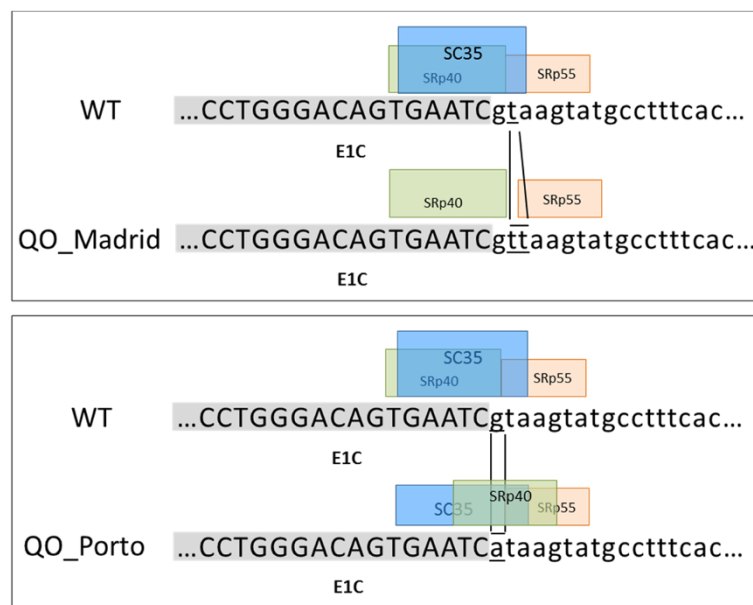 SC35
SRp40 SRp55
WT ...CCTGGGACAGTGAATCgtaagtatgcctttcac...
E1C
SRp40 SRp55
QO_Madrid ...CCTGGGACAGTGAATCgttaagtatgcctttcac...
E1C
SC35
SRp40 SRp55
WT ...CCTGGGACAGTGAATCgtaagtatgcctttcac...
E1C
SC35 SRp40 SRp55
QO_Porto ...CCTGGGACAGTGAATCataagtatgcctttcac...
E1C